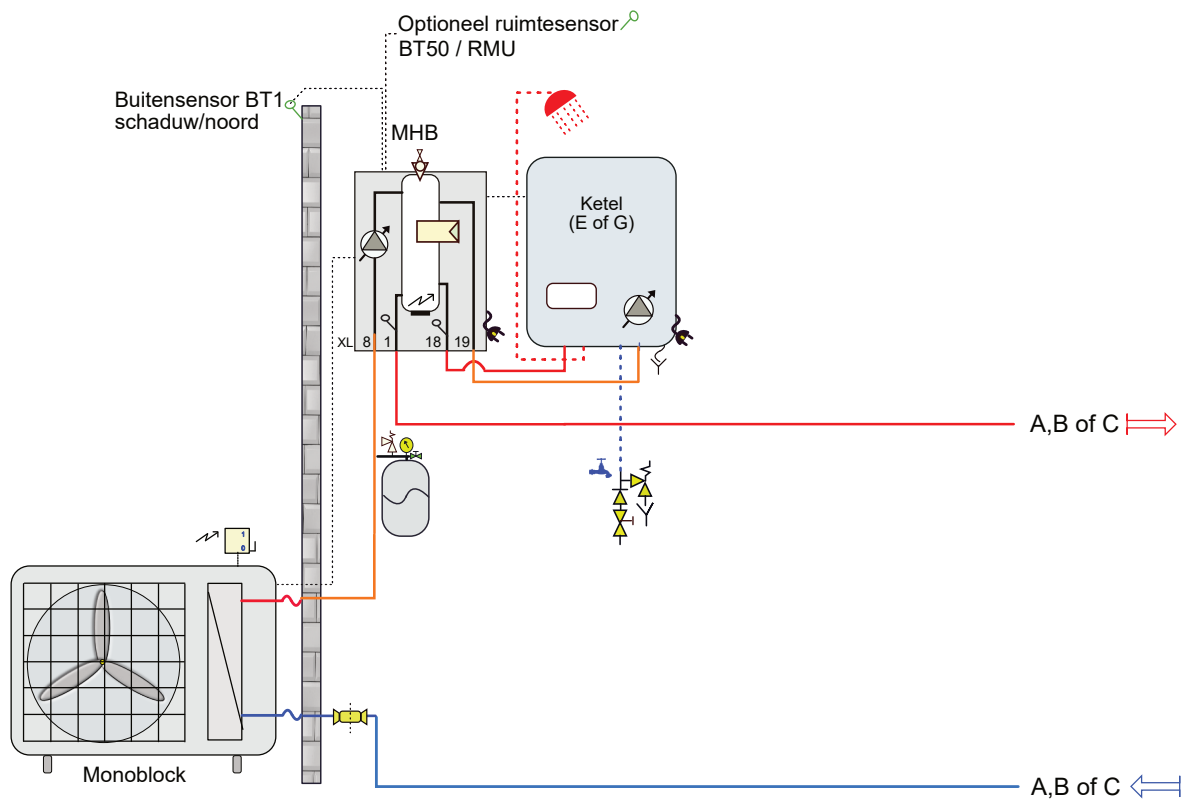 Optioneel ruimtesensor
BT50 / RMU
Buitensensor BT1
schaduw/noord
MHB
Ketel
(E of G)
XL 8 1 18 19
A,B of C
1
0
Monoblock
A,B of C